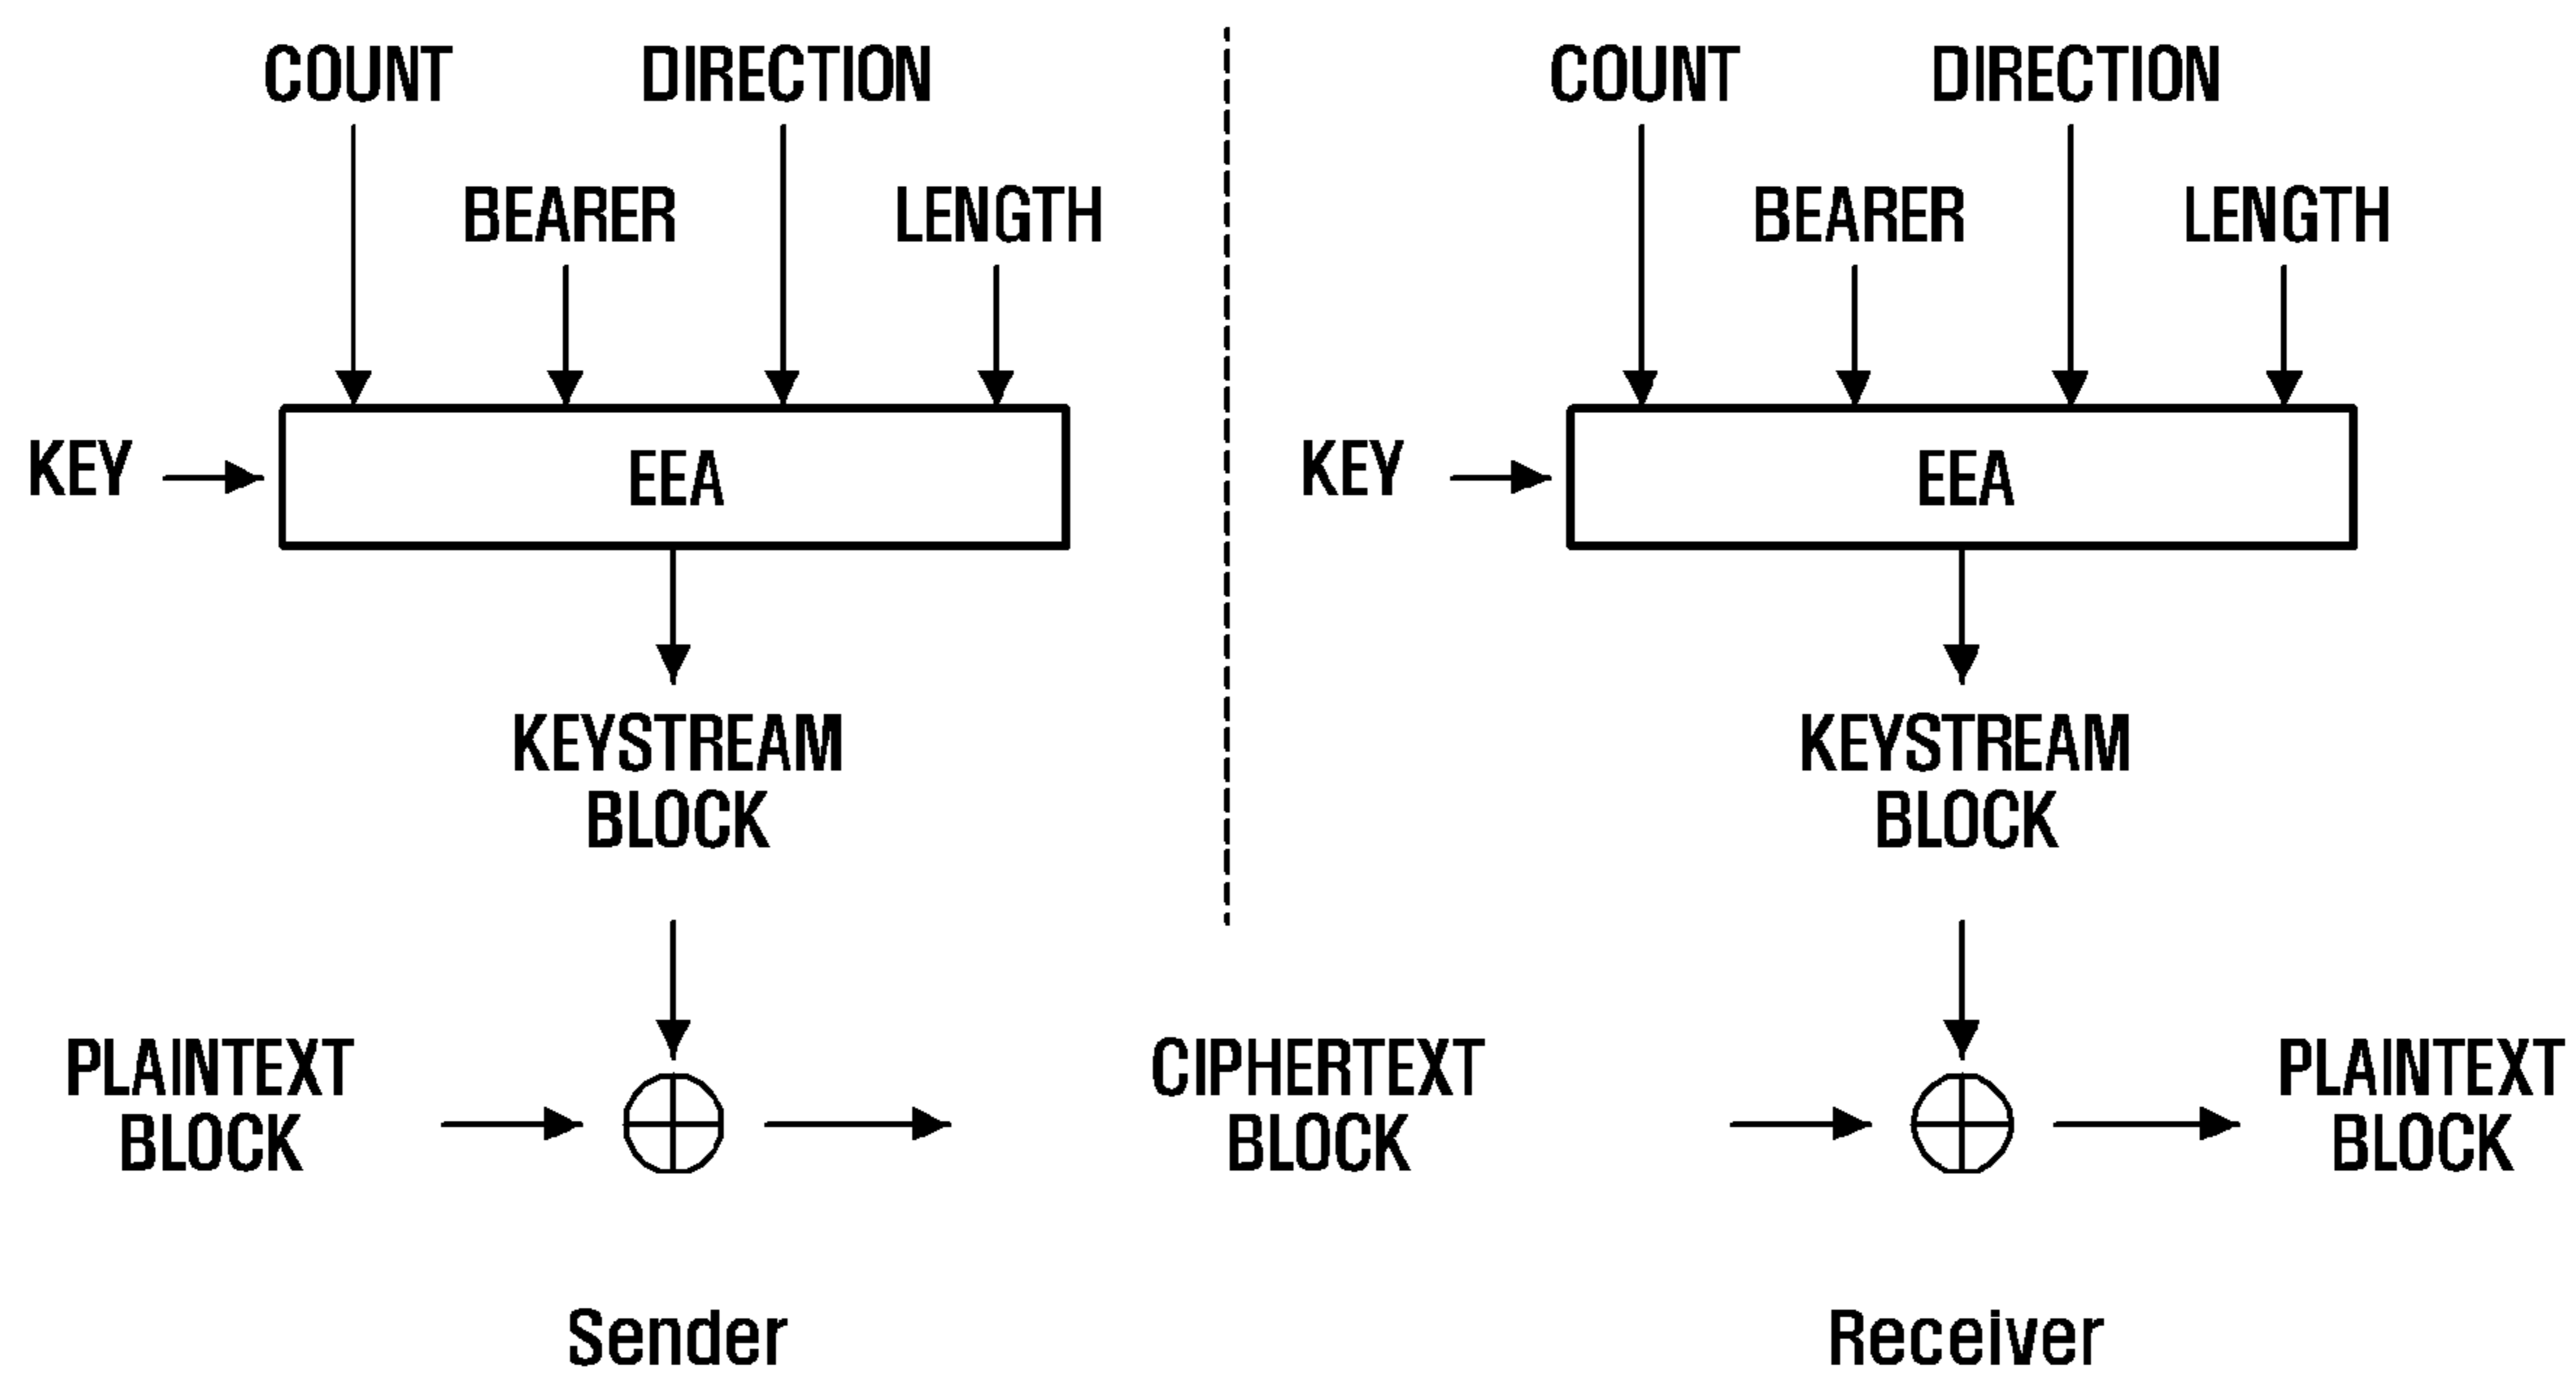 COUNT DIRECTION
BEARER LENGTH
KEY EEA
KEYSTREAM
BLOCK
PLAINTEXT
BLOCK
CIPHERTEXT
BLOCK
Sender
COUNT DIRECTION
BEARER LENGTH
KEY EEA
KEYSTREAM
BLOCK
PLAINTEXT
BLOCK
Receiver